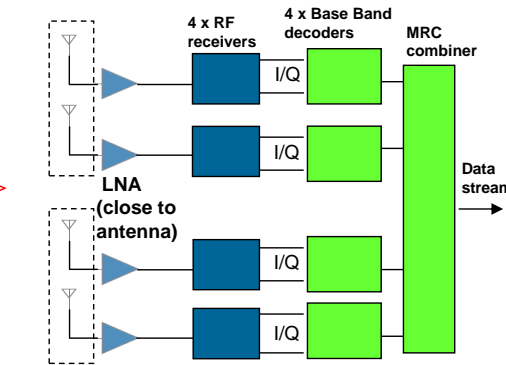 4 x RF
receivers
4 x Base Band
decoders
MRC
combiner
I/Q
I/Q
LNA
(close to
antenna)
Data
stream
I/Q
I/Q